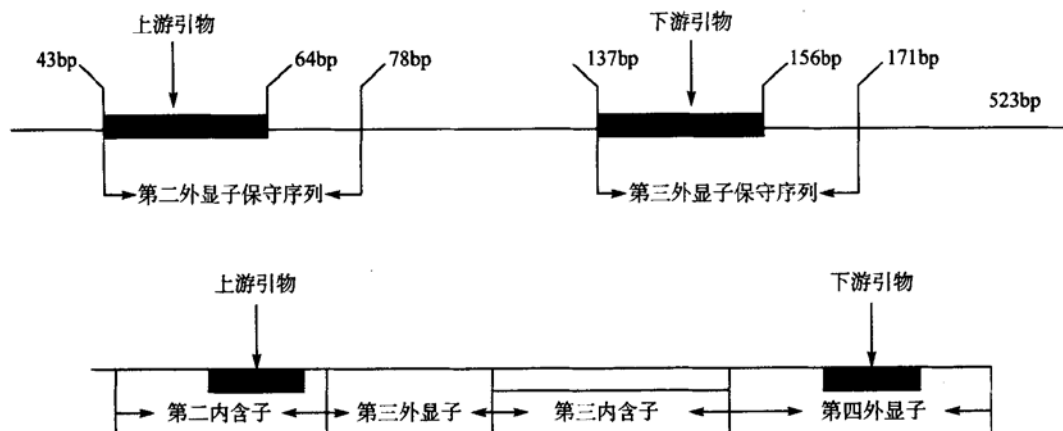 上游引物
下游引物
43bp
64bp
78bp
137bp
156bp
171bp
523bp
第二外显子保守序列
第三外显子保守序列
上游引物
下游引物
第二内含子
第三外显子
第三内含子
第四外显子